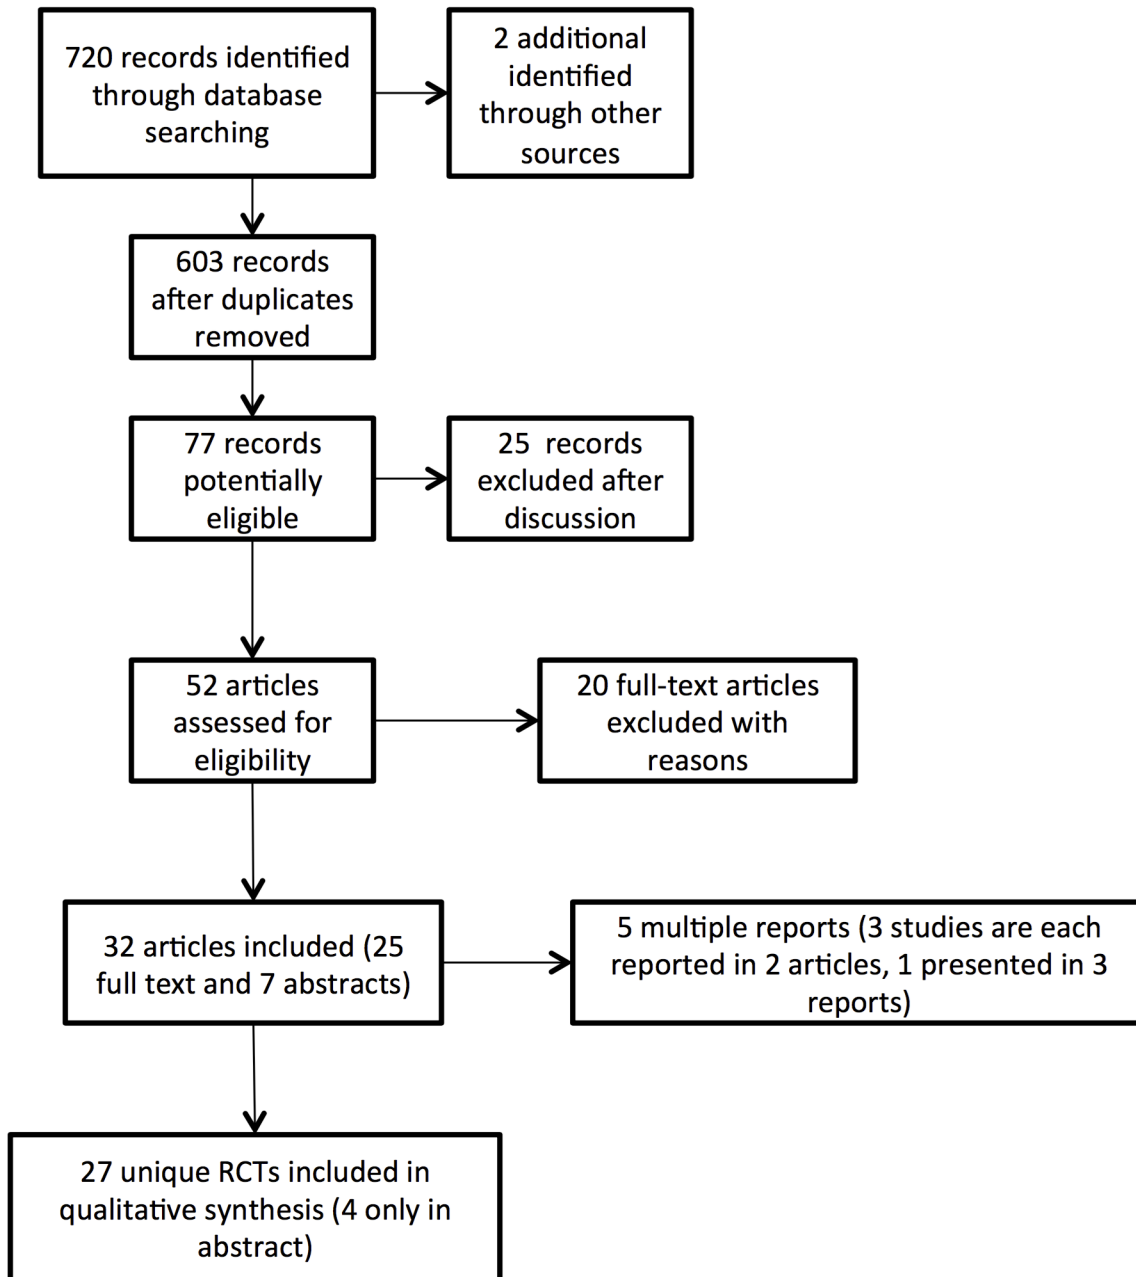 720 records identified
through database
searching
2 additional
identified
through other
sources
603 records
after duplicates
removed
77 records
potentially
eligible
25 records
excluded after
discussion
52 articles
assessed for
eligibility
20 full-text articles
excluded with
reasons
32 articles included (25
full text and 7 abstracts)
5 multiple reports (3 studies are each
reported in 2 articles, 1 presented in 3
reports)
27 unique RCTs included in
qualitative synthesis (4 only in
abstract)